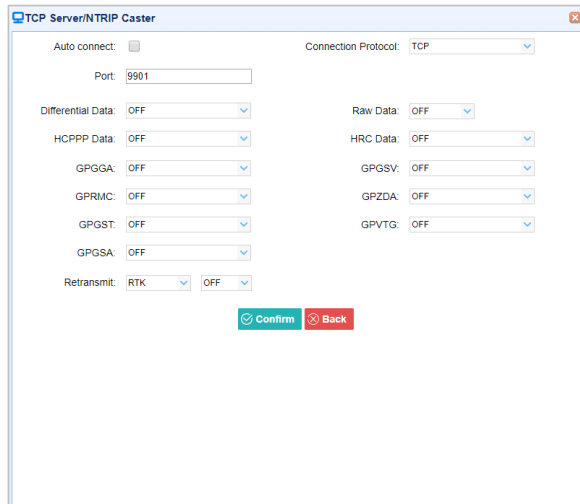 TCP Server/NTRIP Caster
Auto connect: Connection Protocol: TCP
Port: 9901
Differential Data: OFF Raw Data: OFF
HCPPP Data: OFF HRC Data: OFF
GPGGA: OFF GPGSV: OFF
GPRMC: OFF GPZDA: OFF
GPGST: OFF GPVTG: OFF
GPGSA: OFF
Retransmit: RTK OFF
Confirm Back